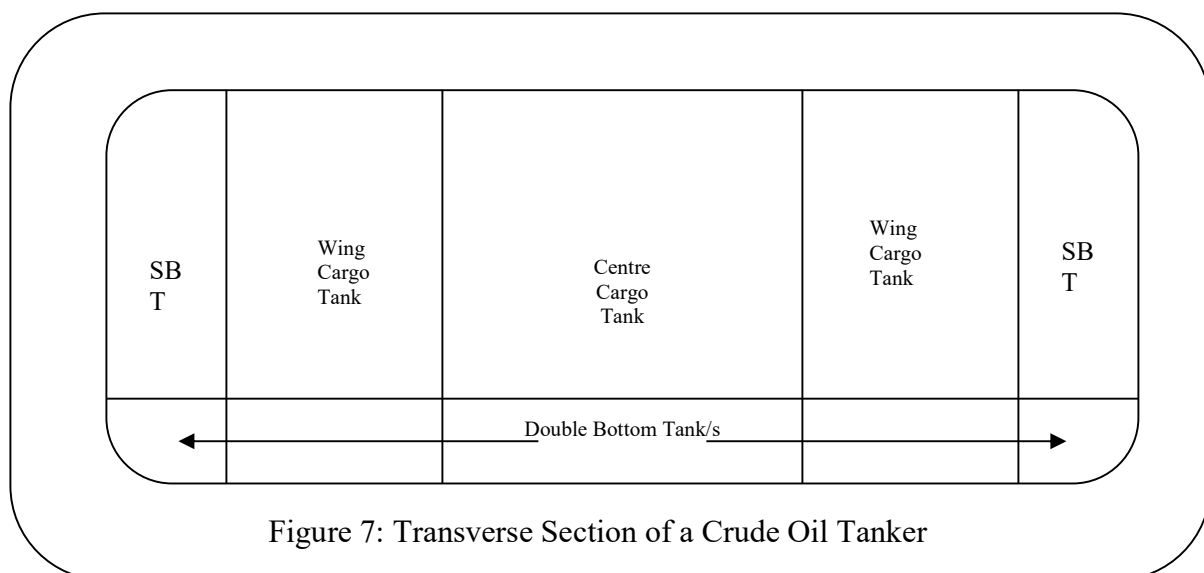 SB
T
Wing
Cargo
Tank
Centre
Cargo
Tank
Wing
Cargo
Tank
SB
T
Double Bottom Tank/s
Figure 7: Transverse Section of a Crude Oil Tanker